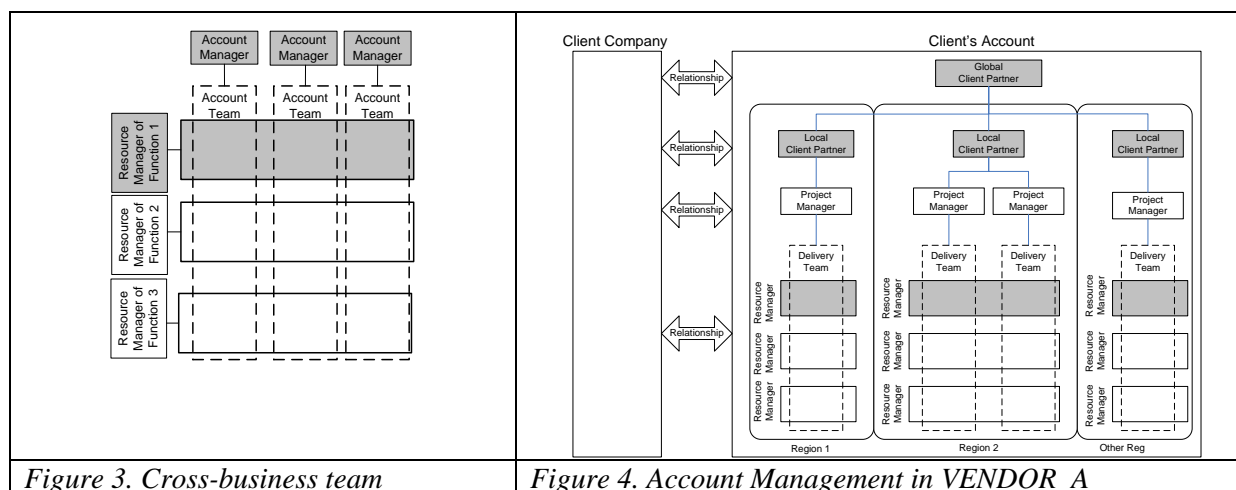 Account
Manager
Account
Manager
Account
Manager
Account
Team
Account
Team
Account
Team
Resource
Manager of
Function 1
Resource
Manager of
Function 2
Resource
Manager of
Function 3
Figure 3. Cross-business team
Client Company
Client's Account
Relationship
Relationship
Relationship
Relationship
Global
Client Partner
Local
Client Partner
Local
Client Partner
Local
Client Partner
Project
Manager
Project
Manager
Project
Manager
Project
Manager
Delivery
Team
Delivery
Team
Delivery
Team
Delivery
Team
Resource
Manager
Resource
Manager
Resource
Manager
Resource
Manager
Resource
Manager
Resource
Manager
Resource
Manager
Resource
Manager
Resource
Manager
Region 1
Region 2
Other Reg
Figure 4. Account Management in VENDOR_A